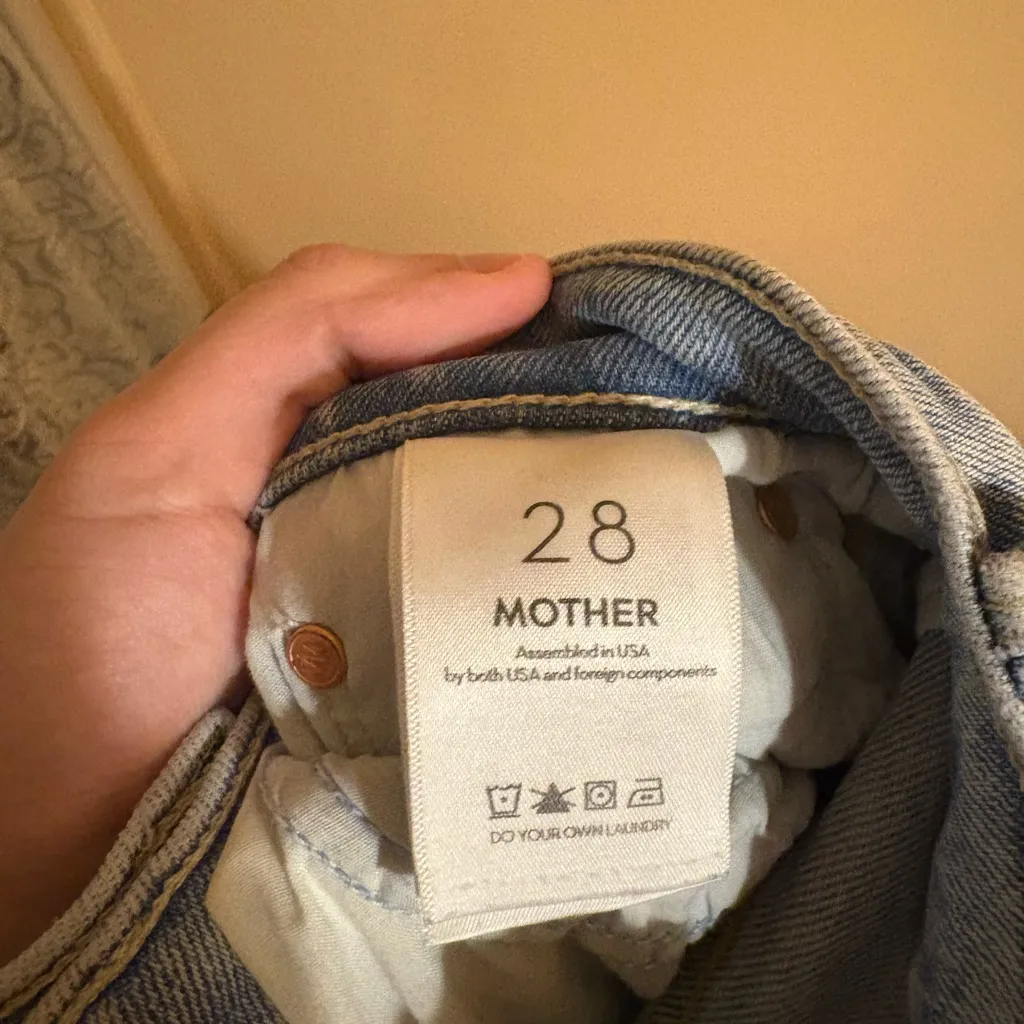 28
MOTHER
Assembled in USA
by both USA and foreign components
DO YOUR OWN LAUNDRY